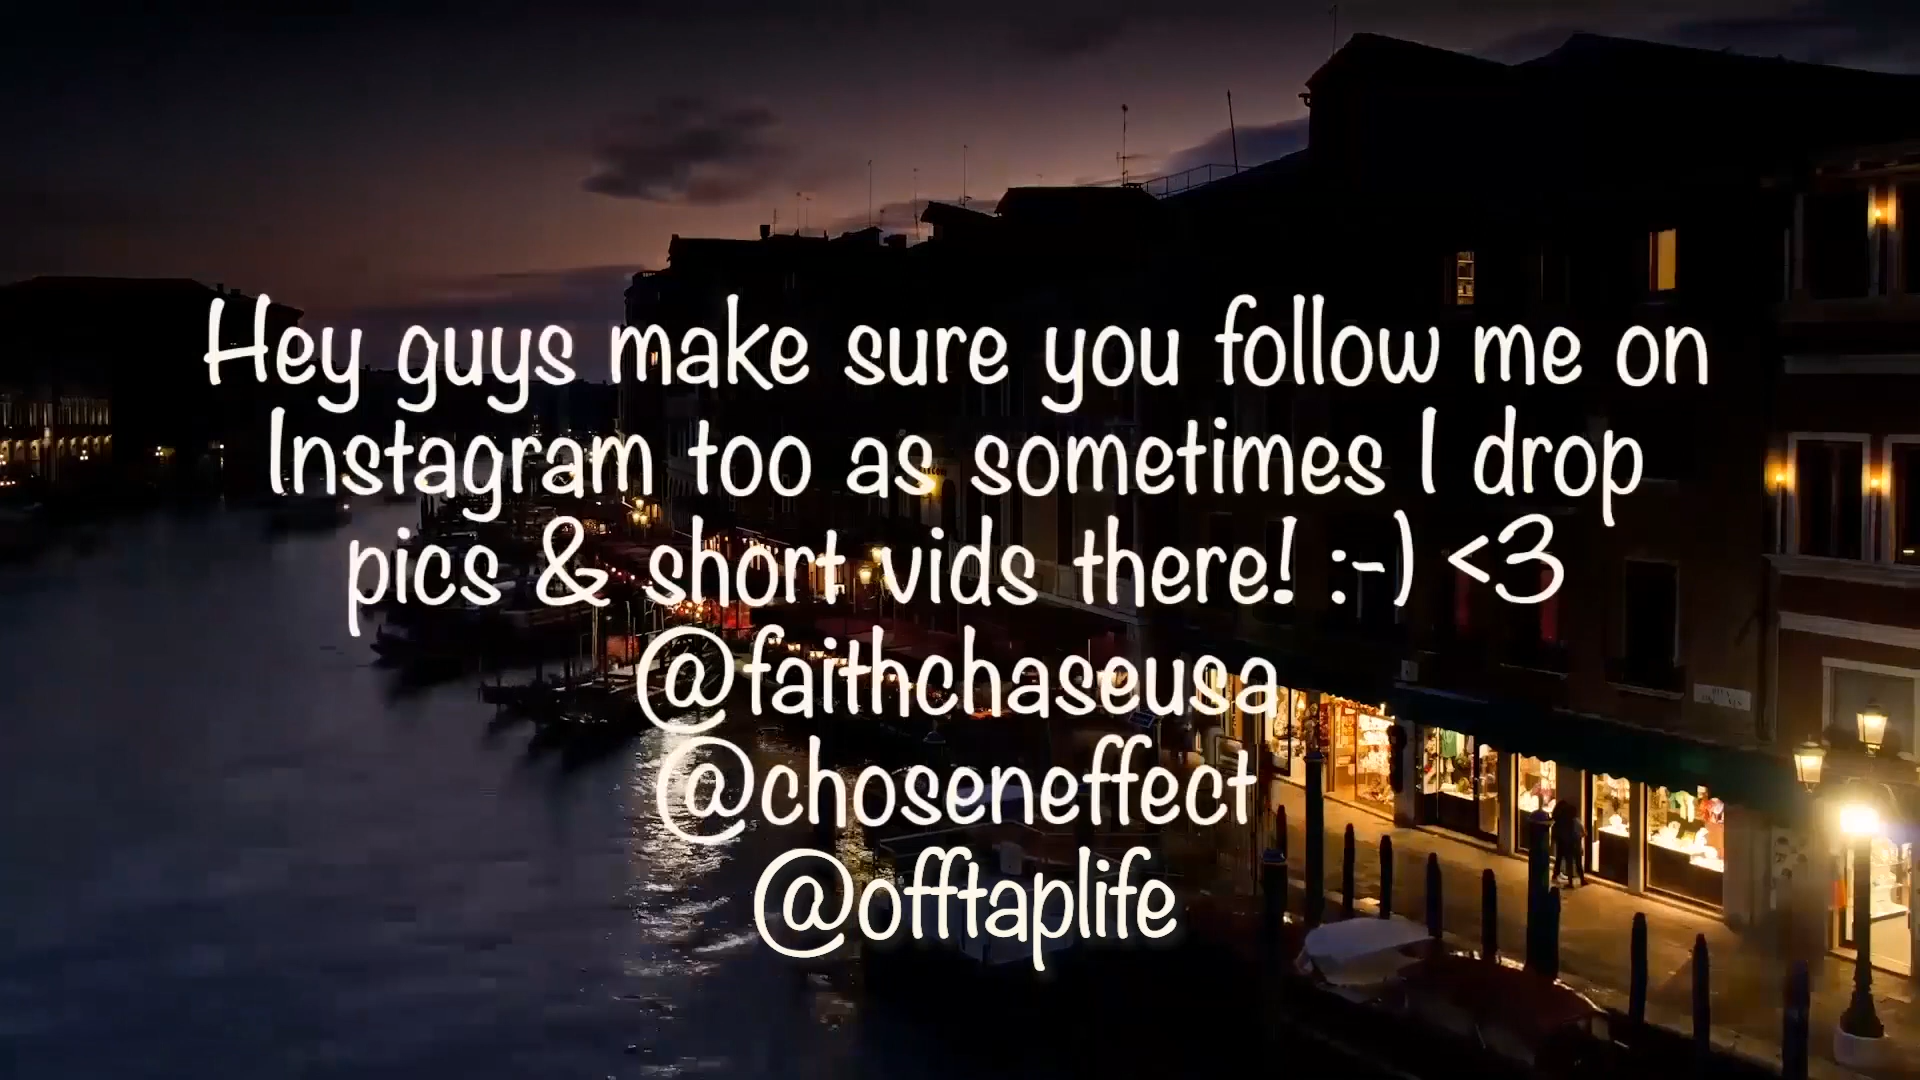 Hey guys make sure you follow me on
Instagram too as sometimes I drop
pics & short vids there! :-) <3
@faithchaseusa
@choseneffect
@offtaplife